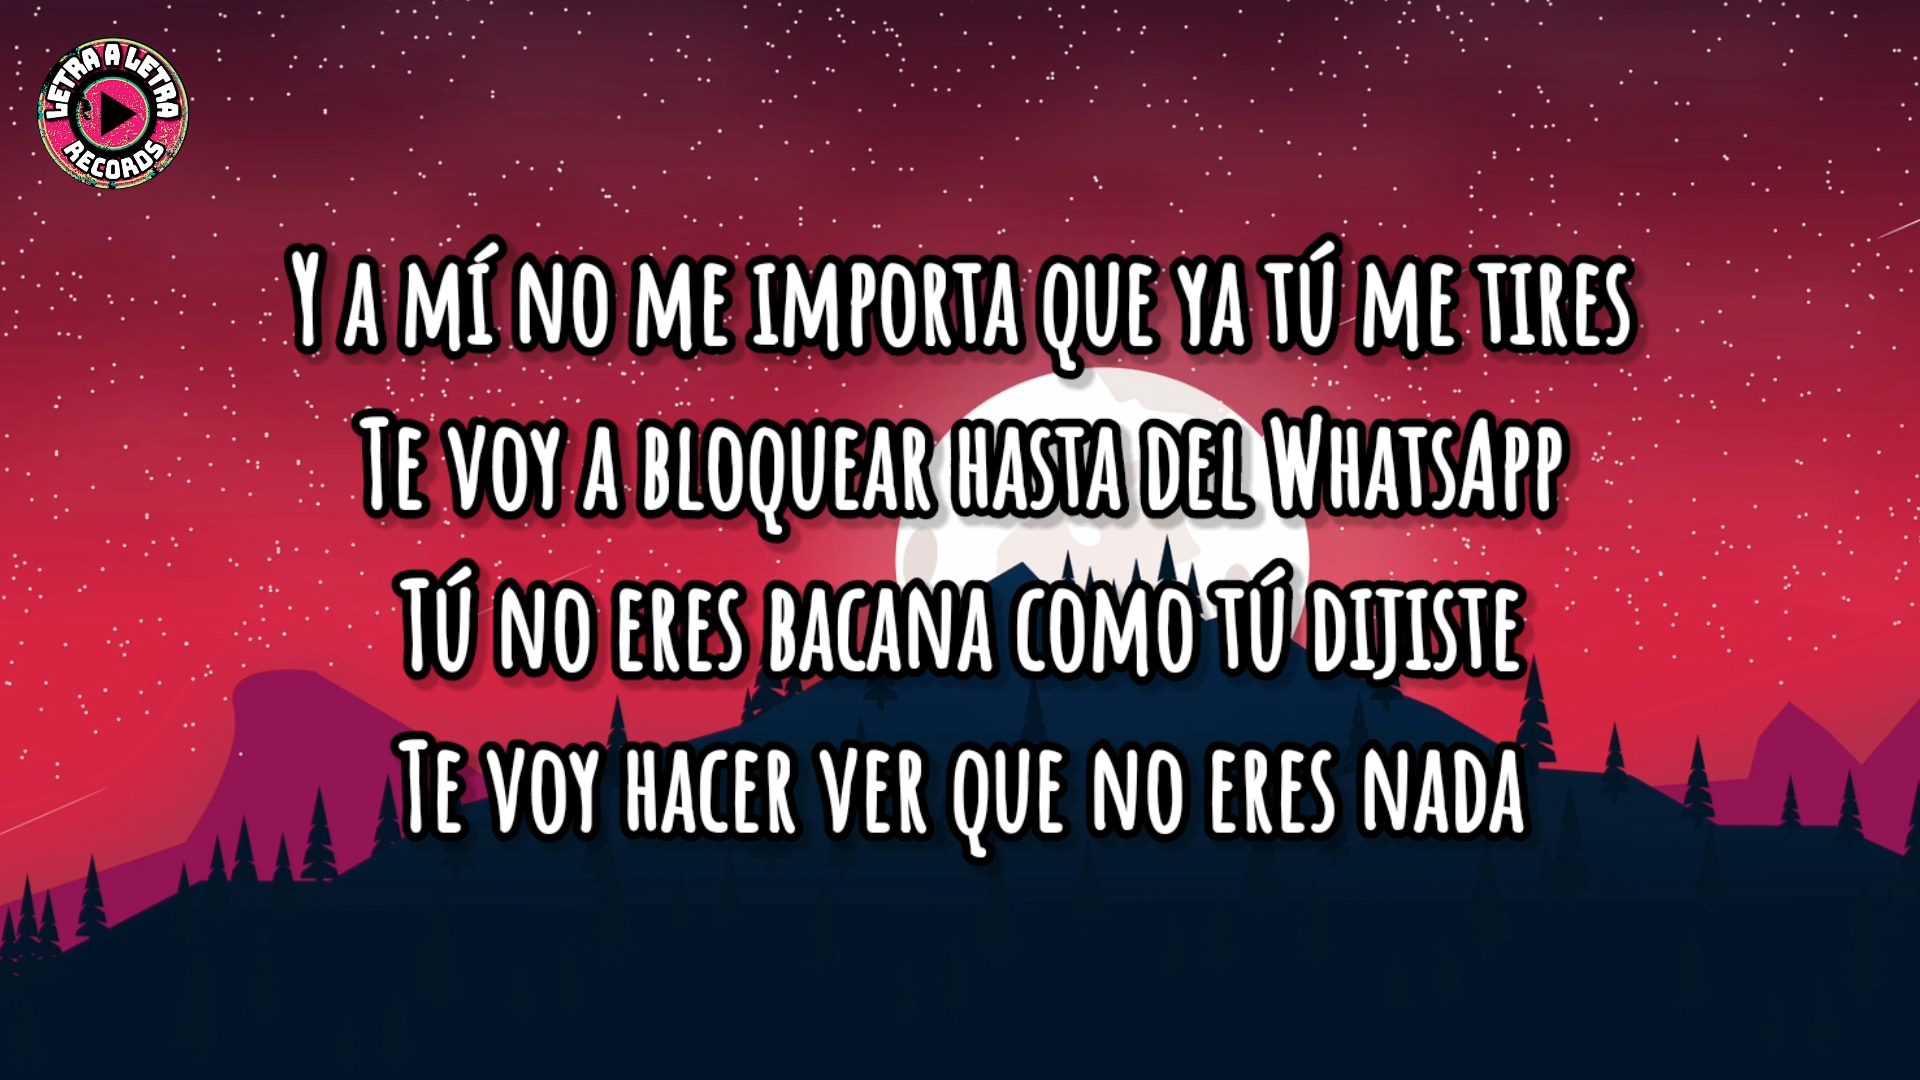 LETRA A LETRA
RECORDS
Y a mí no me importa que ya tú me tires
Te voy a bloquear hasta del WhatsApp
Tú no eres bacana como tú dijiste
Te voy hacer ver que no eres nada